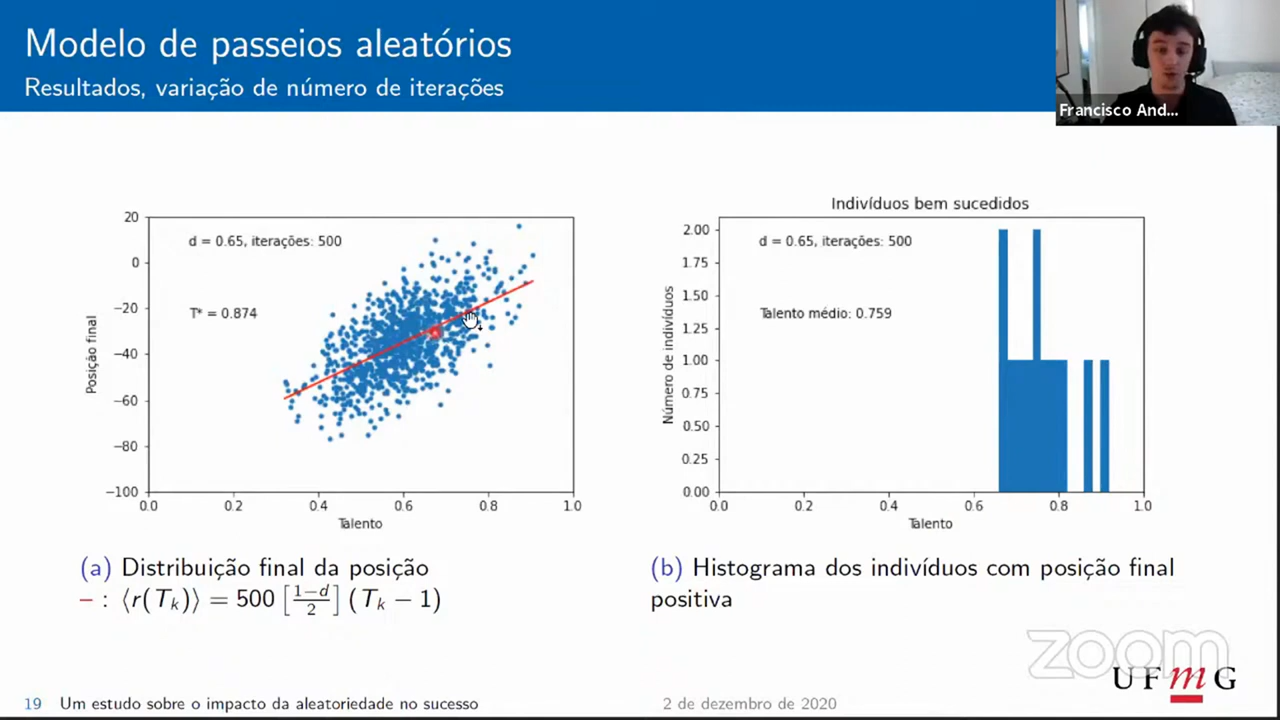 Modelo de passeios aleatórios
Resultados, variação de número de iterações
Francisco And...
20
0
−20
−40
−60
−80
−100
0.0 0.2 0.4 0.6 0.8 1.0
Posição final
Talento
d = 0.65, iterações: 500
T* = 0.874
Indivíduos bem sucedidos
2.00
1.75
1.50
1.25
1.00
0.75
0.50
0.25
0.00
0.0 0.2 0.4 0.6 0.8 1.0
Número de indivíduos
Talento
d = 0.65, iterações: 500
Talento médio: 0.759
(a) Distribuição final da posição
− : ⟨r(Tₖ)⟩ = 500 [(1−d)/2] (Tₖ − 1)
(b) Histograma dos indivíduos com posição final
positiva
zoom
UFmG
19 Um estudo sobre o impacto da aleatoriedade no sucesso
2 de dezembro de 2020